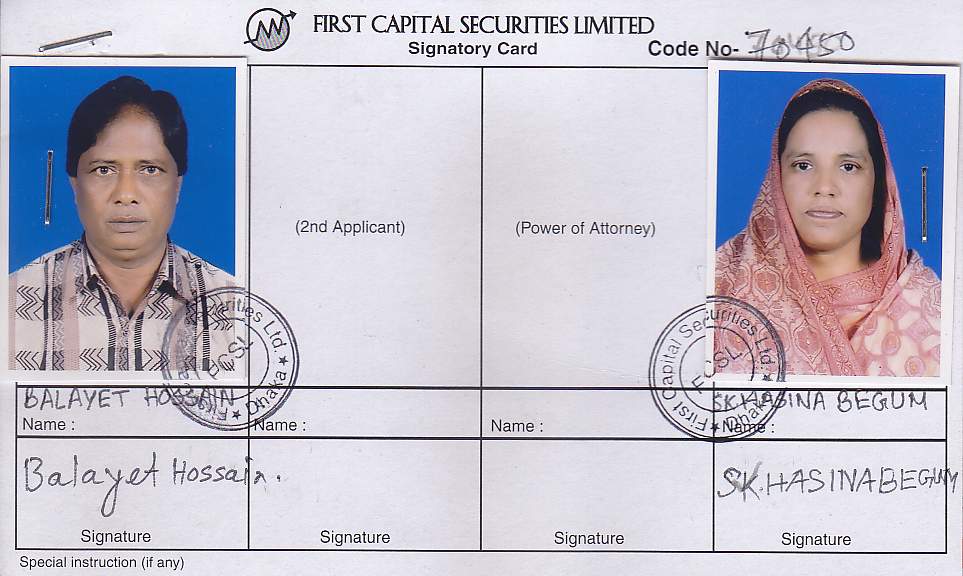 FIRST CAPITAL SECURITIES LIMITED
Signatory Card
Code No- 70450
(2nd Applicant)
(Power of Attorney)
First Capital Securities Ltd. ★ Dhaka ★
FCSL
First Capital Securities Ltd. ★ Dhaka ★
FCSL
BALAYET HOSSAIN
SK.HASINA BEGUM
Name : Name : Name : Name :
Balayet Hossain.
SK.HASINABEGUM
Signature Signature Signature Signature
Special instruction (if any)